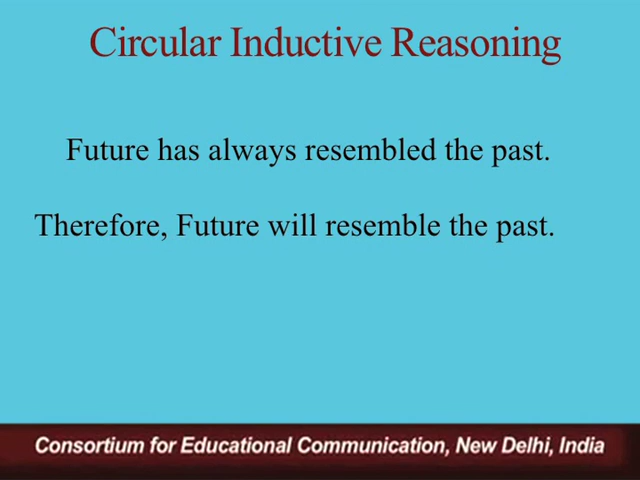 Circular Inductive Reasoning
Future has always resembled the past.
Therefore, Future will resemble the past.
Consortium for Educational Communication, New Delhi, India